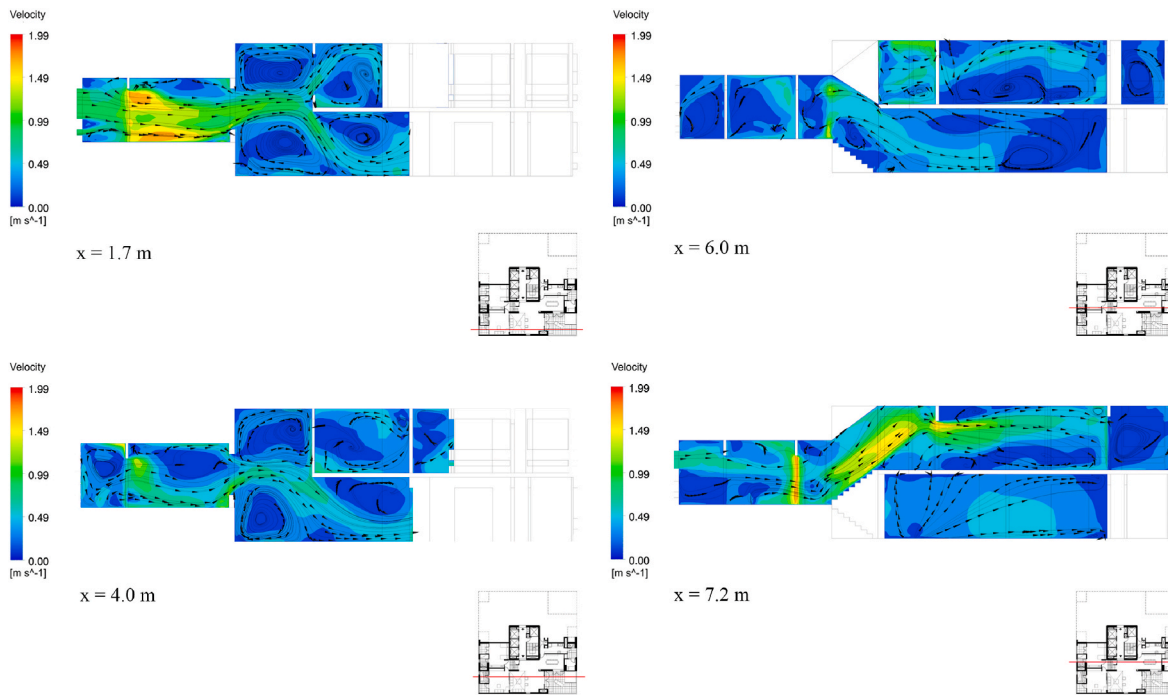 Velocity
1.99
1.49
0.99
0.49
0.00
[m s^-1]
x = 1.7 m
Velocity
1.99
1.49
0.99
0.49
0.00
[m s^-1]
x = 6.0 m
Velocity
1.99
1.49
0.99
0.49
0.00
[m s^-1]
x = 4.0 m
Velocity
1.99
1.49
0.99
0.49
0.00
[m s^-1]
x = 7.2 m